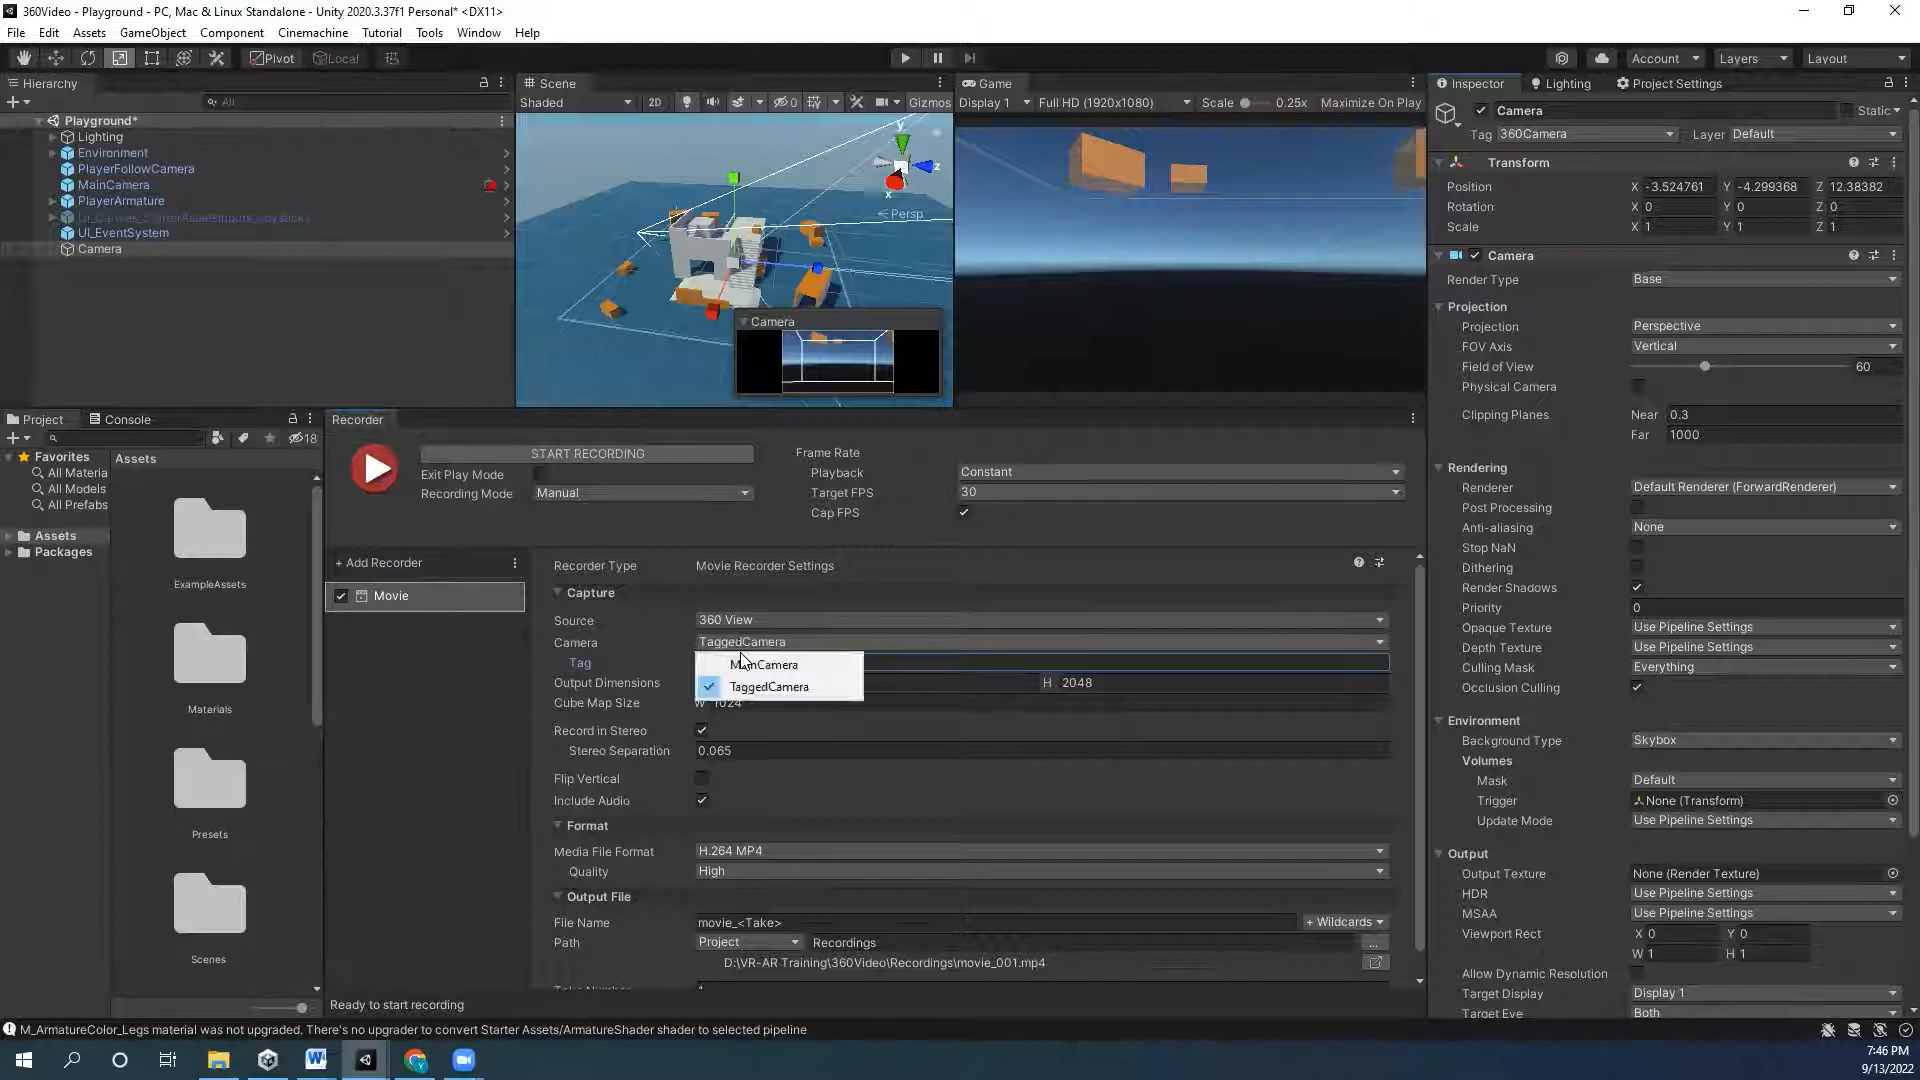 360Video - Playground - PC, Mac & Linux Standalone - Unity 2020.3.37f1 Personal* <DX11>
File Edit Assets GameObject Component Cinemachine Tutorial Tools Window Help
Pivot Local Account Layers Layout
Hierarchy
All
Playground*
Lighting
Environment
PlayerFollowCamera
MainCamera
PlayerArmature
UI_EventSystem
Camera
Scene
Shaded 2D 0 Gizmos
y
z
x
Persp
Camera
Game
Display 1 Full HD (1920x1080) Scale 0.25x Maximize On Play
Inspector Lighting Project Settings
Camera Static
Tag 360Camera Layer Default
Transform
Position X -3.524761 Y -4.299368 Z 12.38382
Rotation X 0 Y 0 Z 0
Scale X 1 Y 1 Z 1
Camera
Render Type Base
Projection
Projection Perspective
FOV Axis Vertical
Field of View 60
Physical Camera
Clipping Planes Near 0.3
Far 1000
Rendering
Renderer Default Renderer (ForwardRenderer)
Post Processing
Anti-aliasing None
Stop NaN
Dithering
Render Shadows
Priority 0
Opaque Texture Use Pipeline Settings
Depth Texture Use Pipeline Settings
Culling Mask Everything
Occlusion Culling
Environment
Background Type Skybox
Volumes
Mask Default
Trigger None (Transform)
Update Mode Use Pipeline Settings
Output
Output Texture None (Render Texture)
HDR Use Pipeline Settings
MSAA Use Pipeline Settings
Viewport Rect X 0 Y 0
W 1 H 1
Allow Dynamic Resolution
Target Display Display 1
Target Eye Both
Project Console
18
Favorites
All Materia
All Models
All Prefabs
Assets
Packages
Assets
ExampleAssets
Materials
Presets
Scenes
Recorder
START RECORDING
Exit Play Mode
Recording Mode Manual
Frame Rate
Playback Constant
Target FPS 30
Cap FPS
+ Add Recorder
Movie
Recorder Type Movie Recorder Settings
Capture
Source 360 View
Camera TaggedCamera
MainCamera
TaggedCamera
Tag
Output Dimensions H 2048
Cube Map Size W 1024
Record in Stereo
Stereo Separation 0.065
Flip Vertical
Include Audio
Format
Media File Format H.264 MP4
Quality High
Output File
File Name movie_<Take> + Wildcards
Path Project Recordings ...
D:\VR-AR Training\360Video\Recordings\movie_001.mp4
Ready to start recording
M_ArmatureColor_Legs material was not upgraded. There's no upgrader to convert Starter Assets/ArmatureShader shader to selected pipeline
7:46 PM
9/13/2022